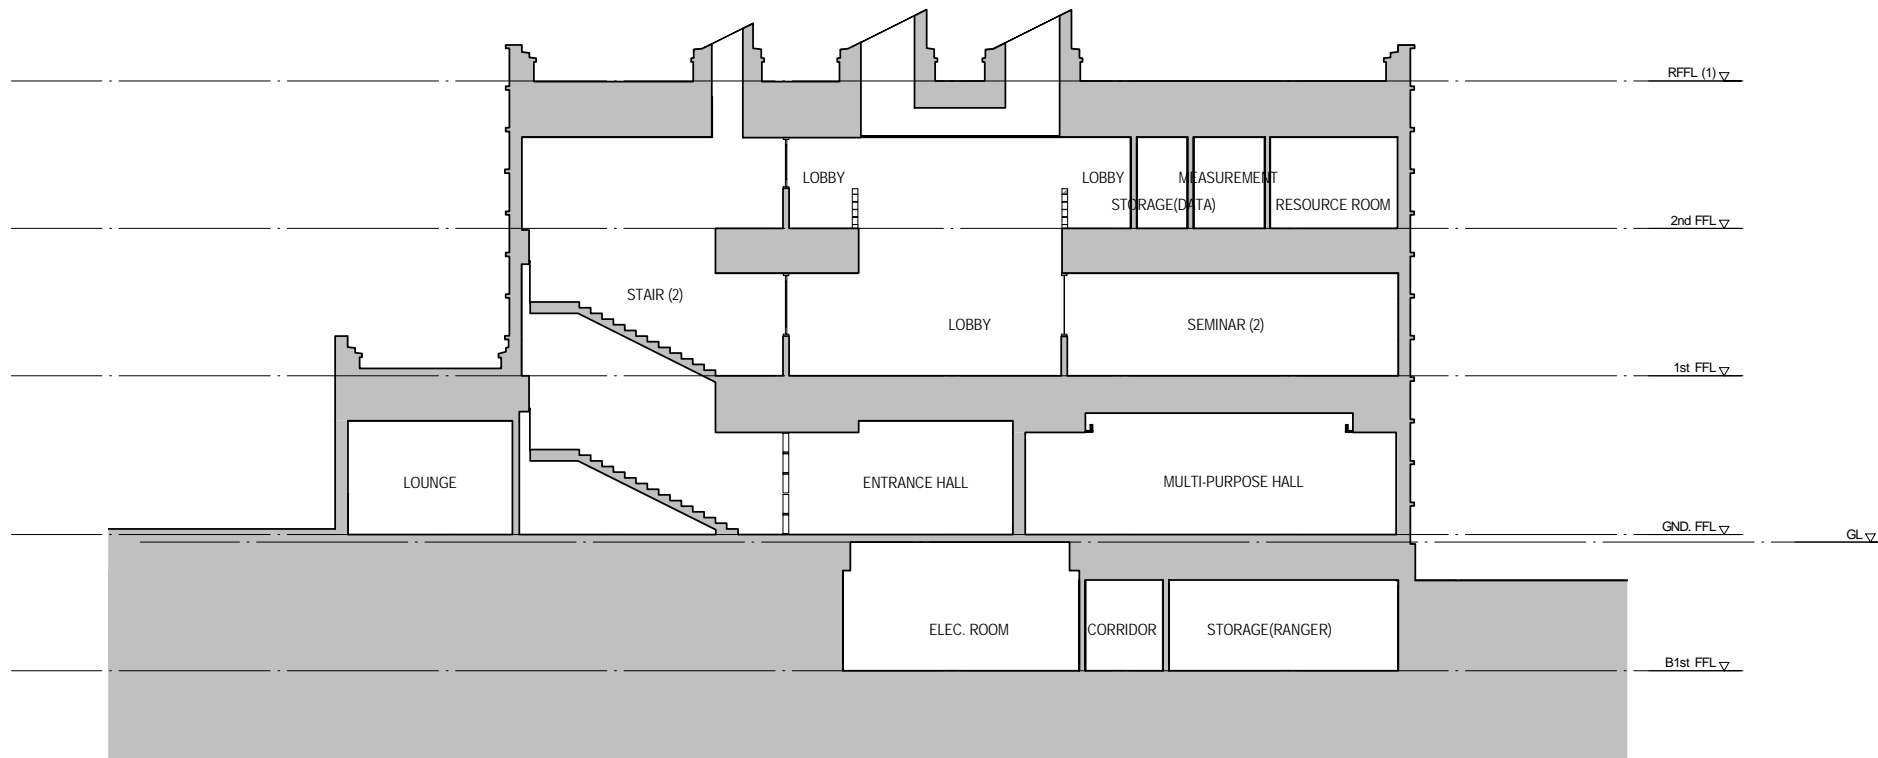 RFFL (1)
LOBBY
LOBBY
MEASUREMENT
STORAGE(DATA)
RESOURCE ROOM
2nd FFL
STAIR (2)
LOBBY
SEMINAR (2)
1st FFL
LOUNGE
ENTRANCE HALL
MULTI-PURPOSE HALL
GND. FFL
GL
ELEC. ROOM
CORRIDOR
STORAGE(RANGER)
B1st FFL